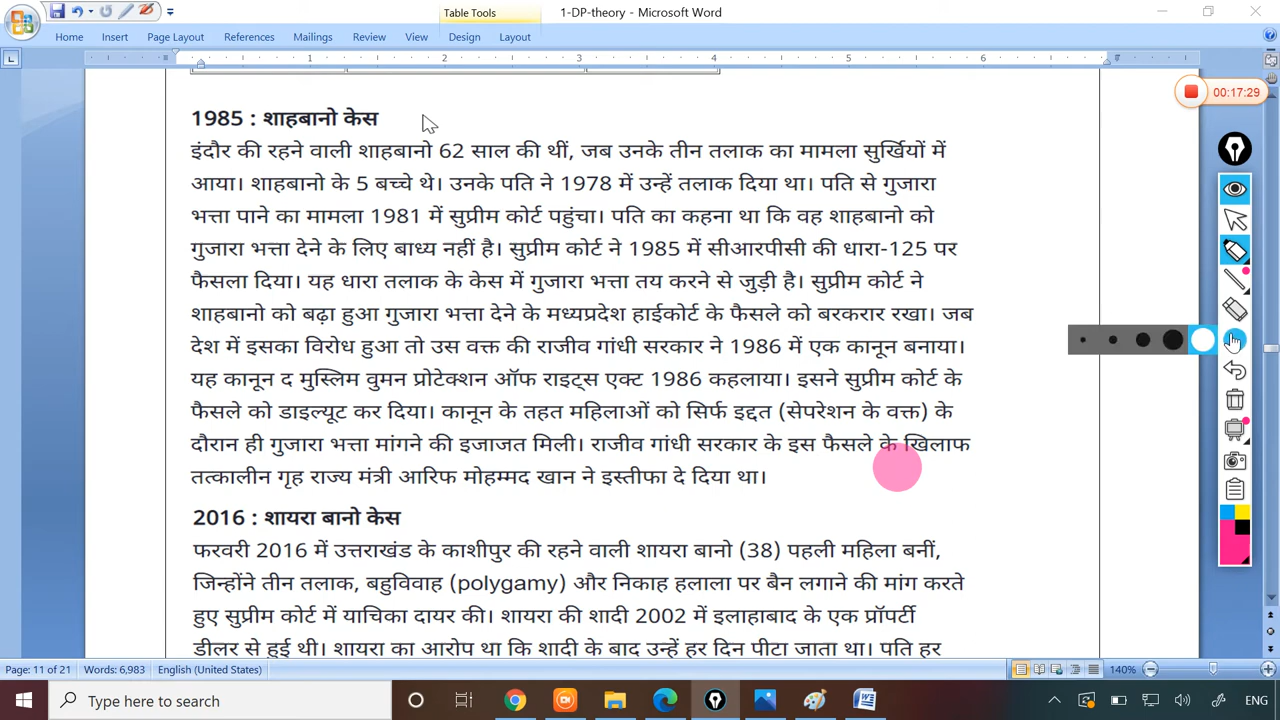 Table Tools
1-DP-theory - Microsoft Word
Home Insert Page Layout References Mailings Review View Design Layout
1 2 3 4 5 6 7
00:17:29
1985 : शाहबानो केस
इंदौर की रहने वाली शाहबानो 62 साल की थीं, जब उनके तीन तलाक का मामला सुर्खियों में
आया। शाहबानो के 5 बच्चे थे। उनके पति ने 1978 में उन्हें तलाक दिया था। पति से गुजारा
भत्ता पाने का मामला 1981 में सुप्रीम कोर्ट पहुंचा। पति का कहना था कि वह शाहबानो को
गुजारा भत्ता देने के लिए बाध्य नहीं है। सुप्रीम कोर्ट ने 1985 में सीआरपीसी की धारा-125 पर
फैसला दिया। यह धारा तलाक के केस में गुजारा भत्ता तय करने से जुड़ी है। सुप्रीम कोर्ट ने
शाहबानो को बढ़ा हुआ गुजारा भत्ता देने के मध्यप्रदेश हाईकोर्ट के फैसले को बरकरार रखा। जब
देश में इसका विरोध हुआ तो उस वक्त की राजीव गांधी सरकार ने 1986 में एक कानून बनाया।
यह कानून द मुस्लिम वुमन प्रोटेक्शन ऑफ राइट्स एक्ट 1986 कहलाया। इसने सुप्रीम कोर्ट के
फैसले को डाइल्यूट कर दिया। कानून के तहत महिलाओं को सिर्फ इद्दत (सेपरेशन के वक्त) के
दौरान ही गुजारा भत्ता मांगने की इजाजत मिली। राजीव गांधी सरकार के इस फैसले के खिलाफ
तत्कालीन गृह राज्य मंत्री आरिफ मोहम्मद खान ने इस्तीफा दे दिया था।
2016 : शायरा बानो केस
फरवरी 2016 में उत्तराखंड के काशीपुर की रहने वाली शायरा बानो (38) पहली महिला बनीं,
जिन्होंने तीन तलाक, बहुविवाह (polygamy) और निकाह हलाला पर बैन लगाने की मांग करते
हुए सुप्रीम कोर्ट में याचिका दायर की। शायरा की शादी 2002 में इलाहाबाद के एक प्रॉपर्टी
डीलर से हुई थी। शायरा का आरोप था कि शादी के बाद उन्हें हर दिन पीटा जाता था। पति हर
Page: 11 of 21 Words: 6,983 English (United States) 140%
Type here to search ENG